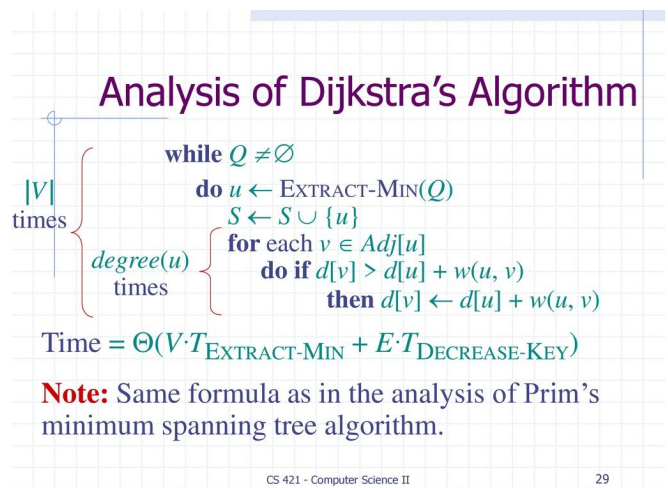 Analysis of Dijkstra's Algorithm
while Q ≠ ∅
|V| times
do u ← EXTRACT-MIN(Q)
S ← S ∪ {u}
degree(u) times
for each v ∈ Adj[u]
do if d[v] > d[u] + w(u, v)
then d[v] ← d[u] + w(u, v)
Time = Θ(V·T_EXTRACT-MIN + E·T_DECREASE-KEY)
Note: Same formula as in the analysis of Prim's
minimum spanning tree algorithm.
CS 421 - Computer Science II
29